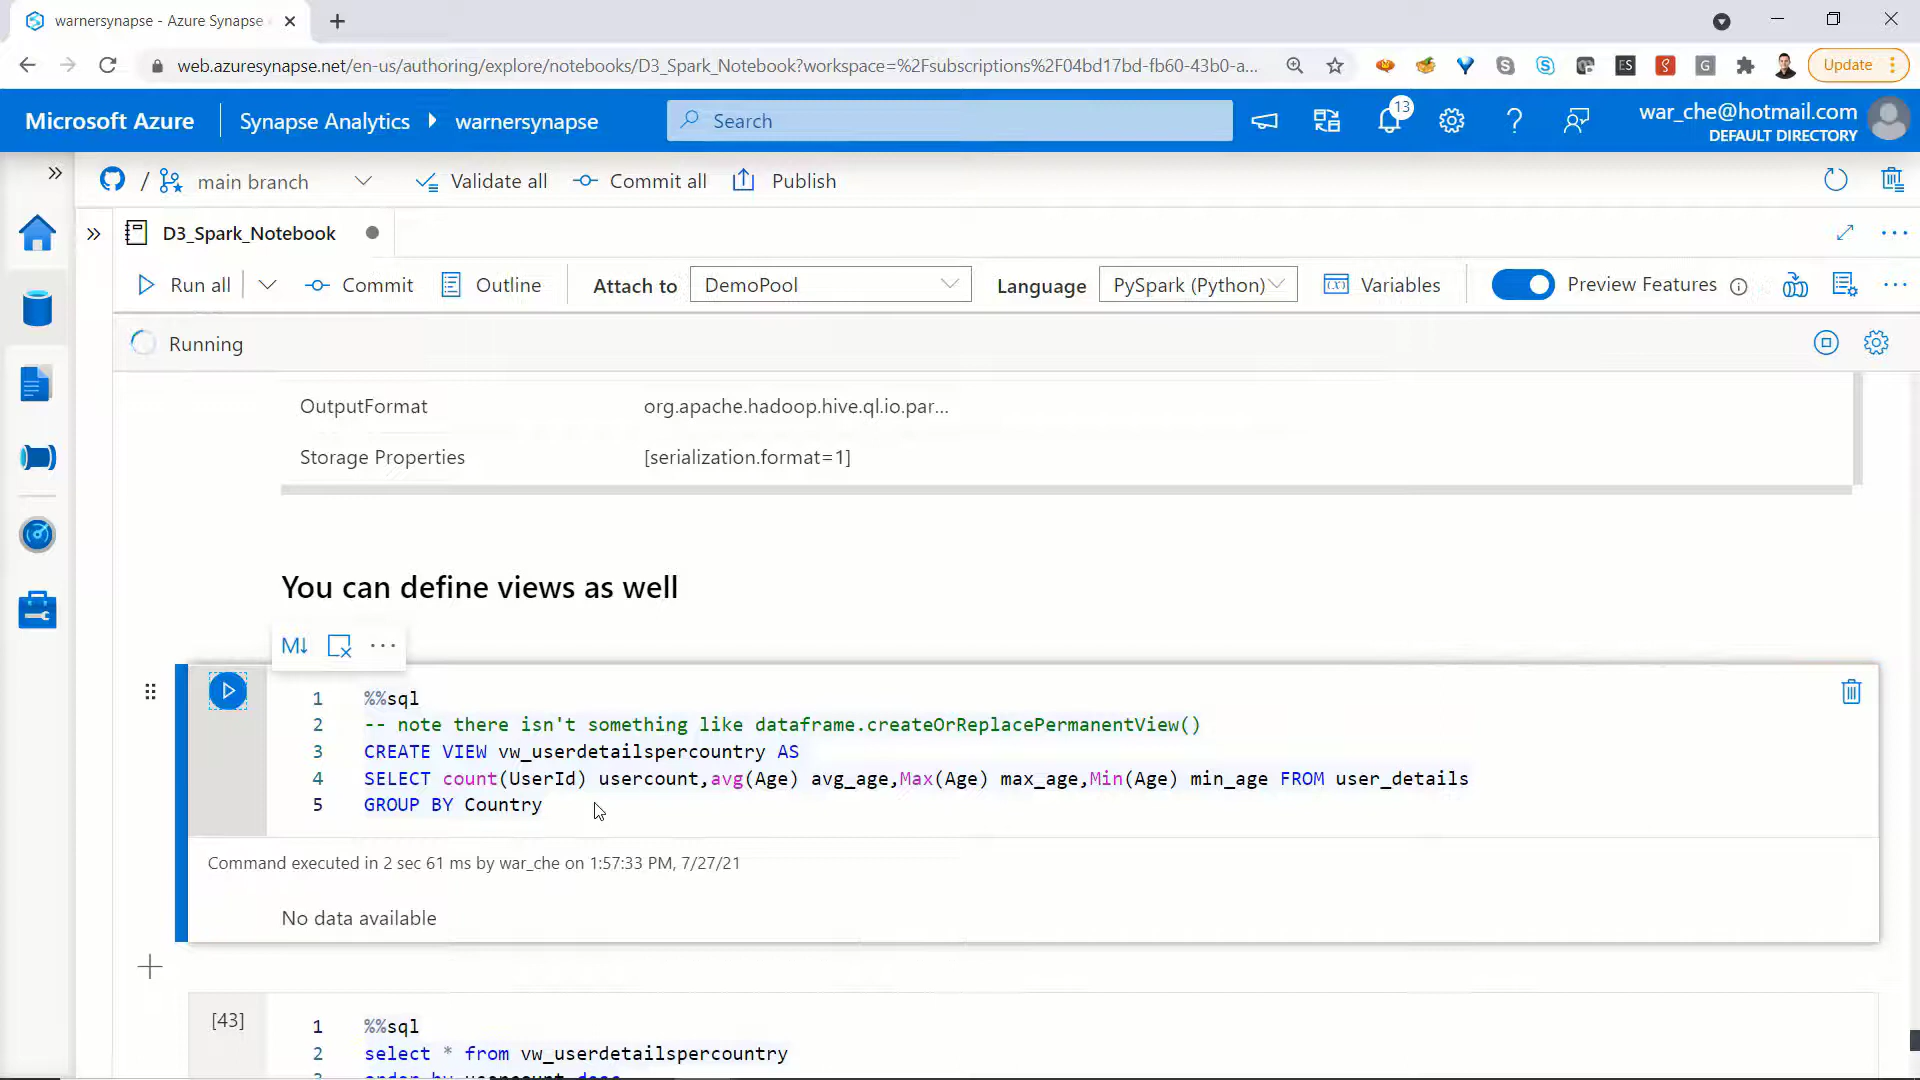 warnersynapse - Azure Synapse
web.azuresynapse.net/en-us/authoring/explore/notebooks/D3_Spark_Notebook?workspace=%2Fsubscriptions%2F04bd17bd-fb60-43b0-a...
Update
Microsoft Azure
Synapse Analytics
warnersynapse
Search
13
war_che@hotmail.com
DEFAULT DIRECTORY
/ main branch
Validate all
Commit all
Publish
D3_Spark_Notebook
Run all
Commit
Outline
Attach to
DemoPool
Language
PySpark (Python)
Variables
Preview Features
Running
OutputFormat org.apache.hadoop.hive.ql.io.par...
Storage Properties [serialization.format=1]
You can define views as well
M↓
1 %%sql
2 -- note there isn't something like dataframe.createOrReplacePermanentView()
3 CREATE VIEW vw_userdetailspercountry AS
4 SELECT count(UserId) usercount,avg(Age) avg_age,Max(Age) max_age,Min(Age) min_age FROM user_details
5 GROUP BY Country
Command executed in 2 sec 61 ms by war_che on 1:57:33 PM, 7/27/21
No data available
[43]
1 %%sql
2 select * from vw_userdetailspercountry
3 order by usercount desc